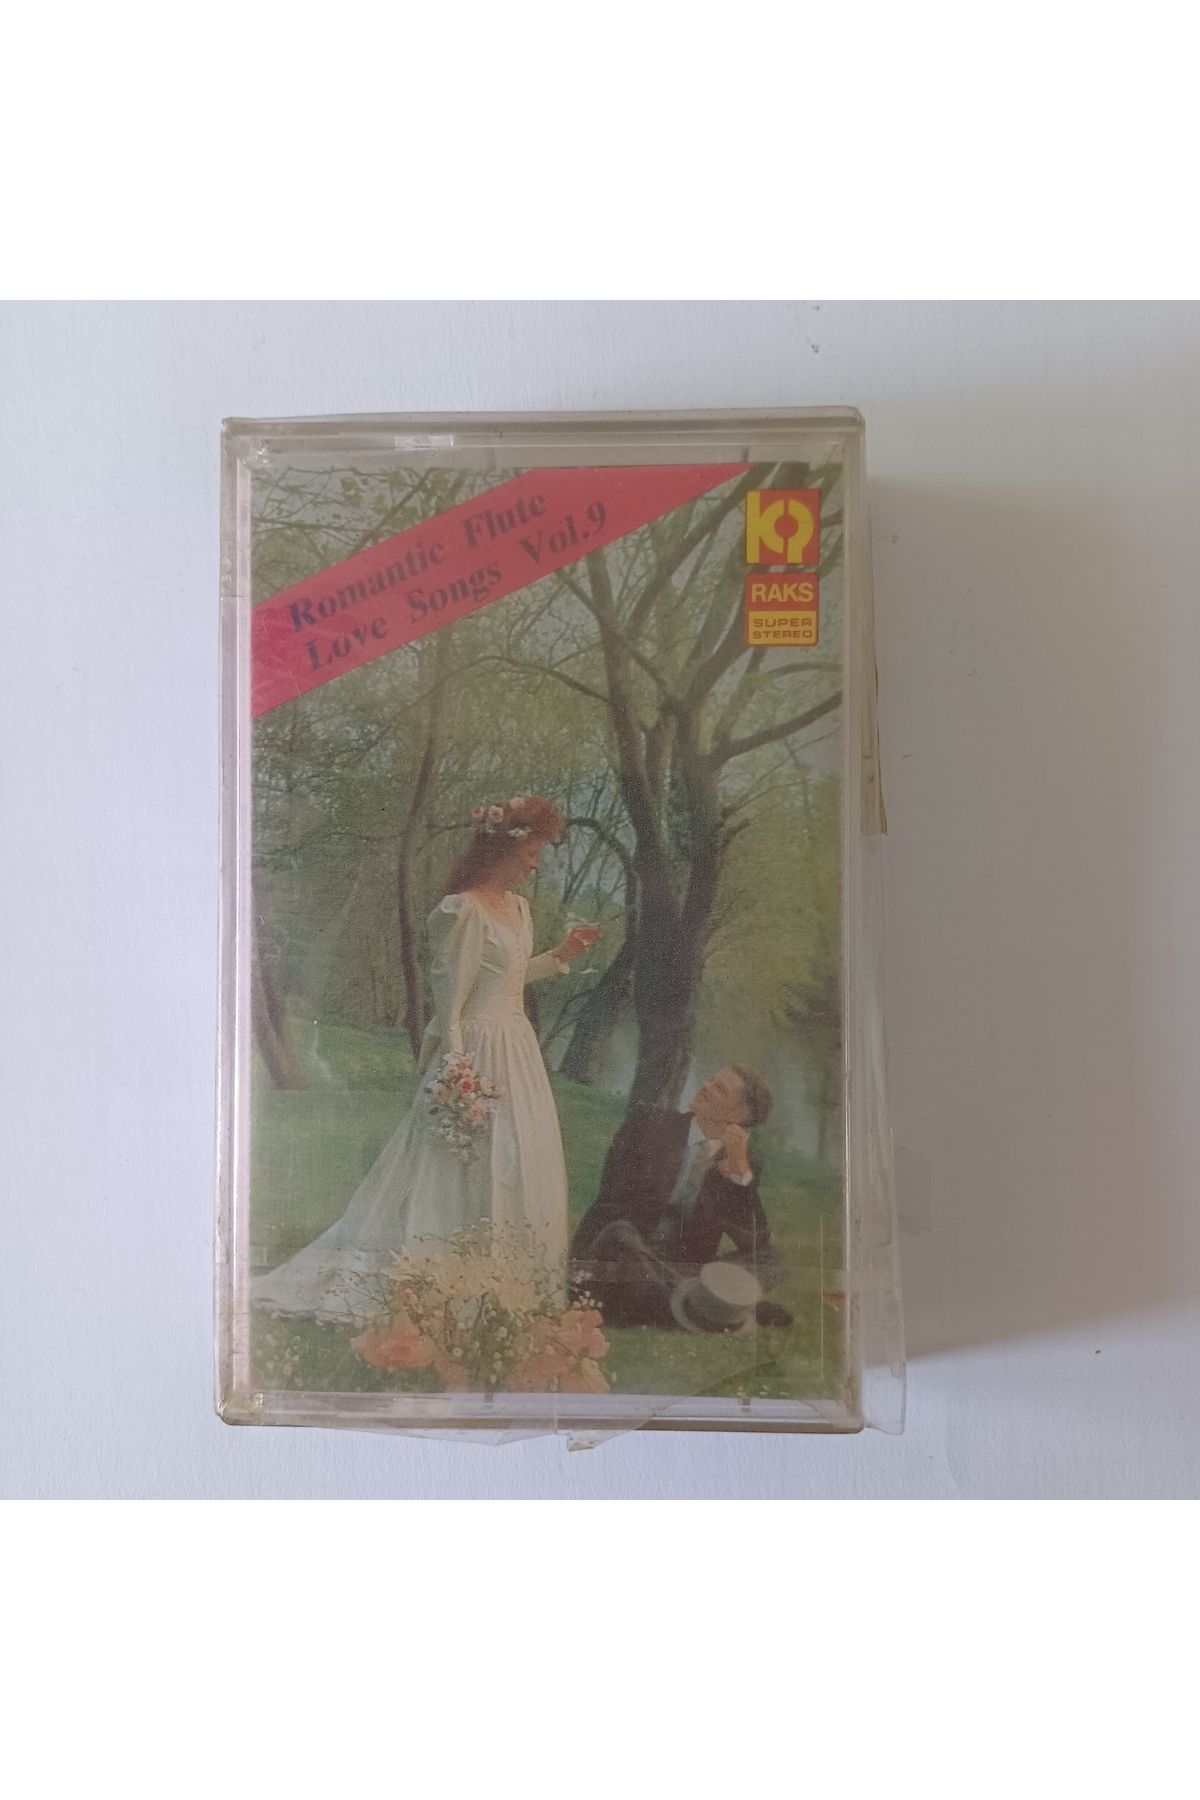 Romantic Flute
Love Songs Vol.9
RAKS
SÜPER
STEREO